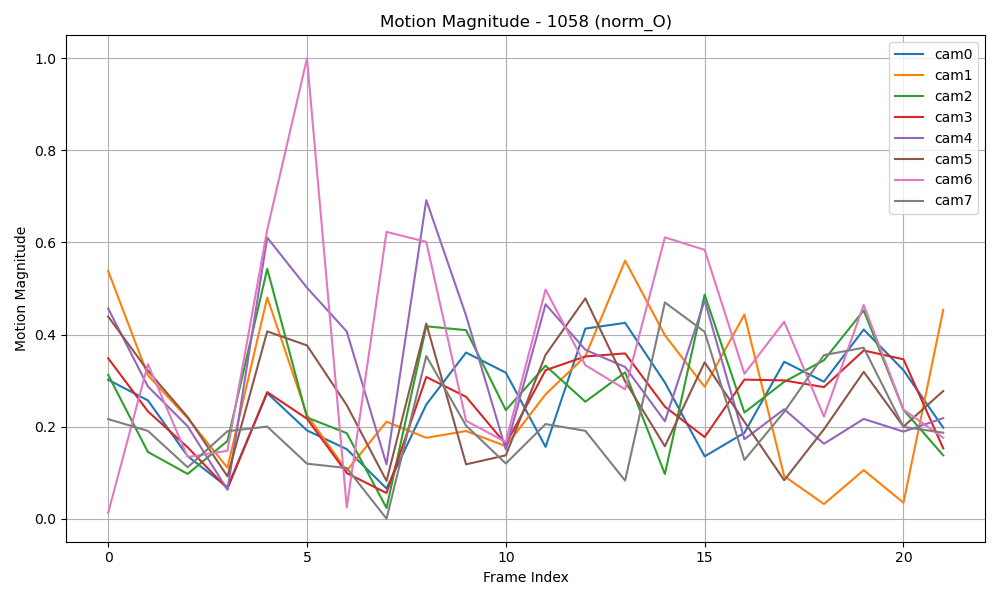 Motion Magnitude - 1058 (norm_O)
1.0
0.8
0.6
0.4
0.2
0.0
Motion Magnitude
cam0
cam1
cam2
cam3
cam4
cam5
cam6
cam7
0 5 10 15 20
Frame Index